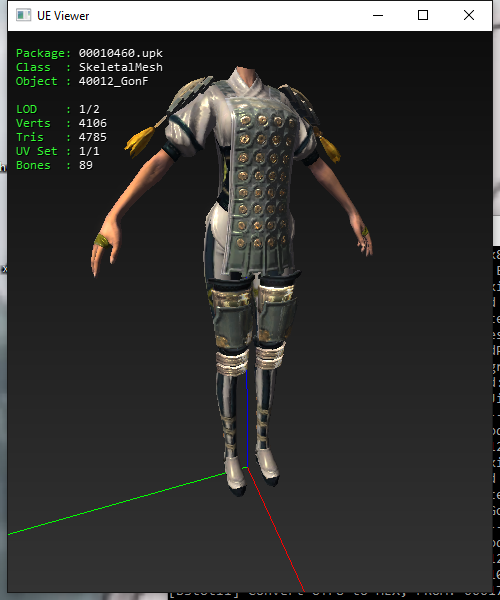 UE Viewer
Package: 00010460.upk
Class : SkeletalMesh
Object : 40012_GonF
LOD : 1/2
Verts : 4106
Tris : 4785
UV Set : 1/1
Bones : 89